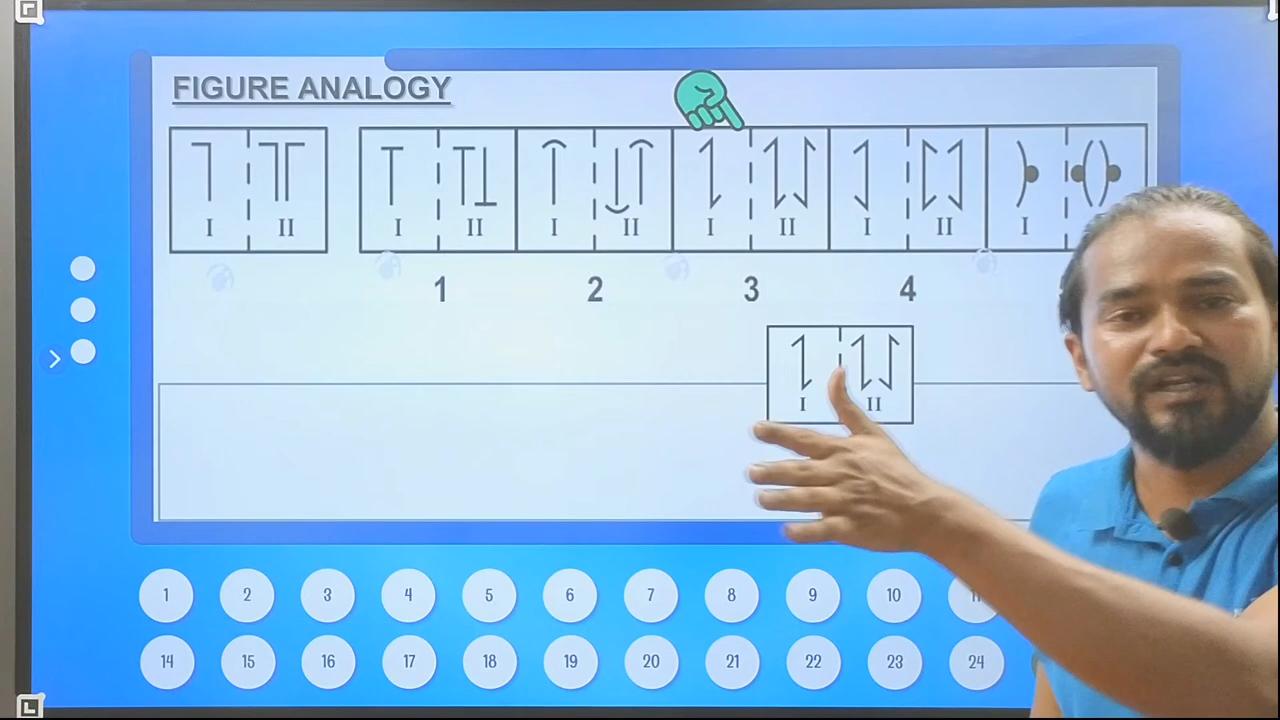 FIGURE ANALOGY
I II I II I II I II I II I
1 2 3 4
I II
1 2 3 4 5 6 7 8 9 10
14 15 16 17 18 19 20 21 22 23 24